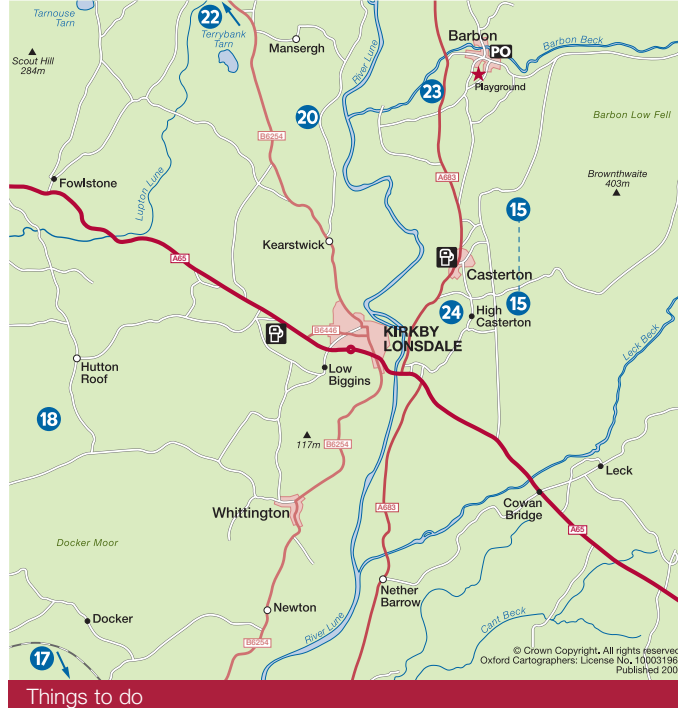 Tarnouse
Tarn
22
Terrybank
Tarn
Mansergh
River Lune
Barbon
PO
Barbon Beck
Playground
Scout Hill
284m
20
23
B6254
Barbon Low Fell
Fowlstone
Lupton Lune
A683
Brownthwaite
403m
15
Kearstwick
A65
Casterton
15
24
High
Casterton
B6446
KIRKBY
LONSDALE
Leck Beck
Hutton
Roof
Low
Biggins
18
117m
B6254
Leck
Cowan
Bridge
Whittington
A683
A65
Docker Moor
Nether
Barrow
Newton
Docker
River Lune
Cant Beck
B6254
17
© Crown Copyright. All rights reserve
Oxford Cartographers: License No. 10003196
Published 200
Things to do